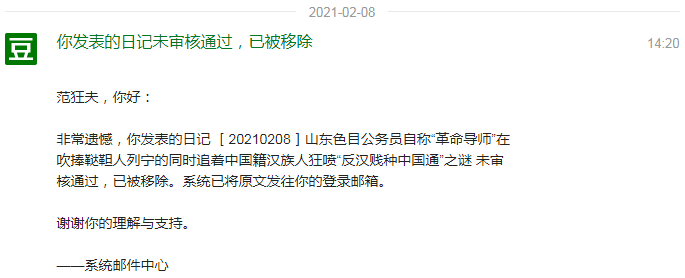 2021-02-08
豆
你发表的日记未审核通过，已被移除
14:20
范狂夫，你好：
非常遗憾，你发表的日记 ［20210208］山东色目公务员自称“革命导师”在
吹捧鞑靼人列宁的同时追着中国籍汉族人狂喷“反汉贱种中国通”之谜 未审
核通过，已被移除。系统已将原文发往你的登录邮箱。
谢谢你的理解与支持。
——系统邮件中心